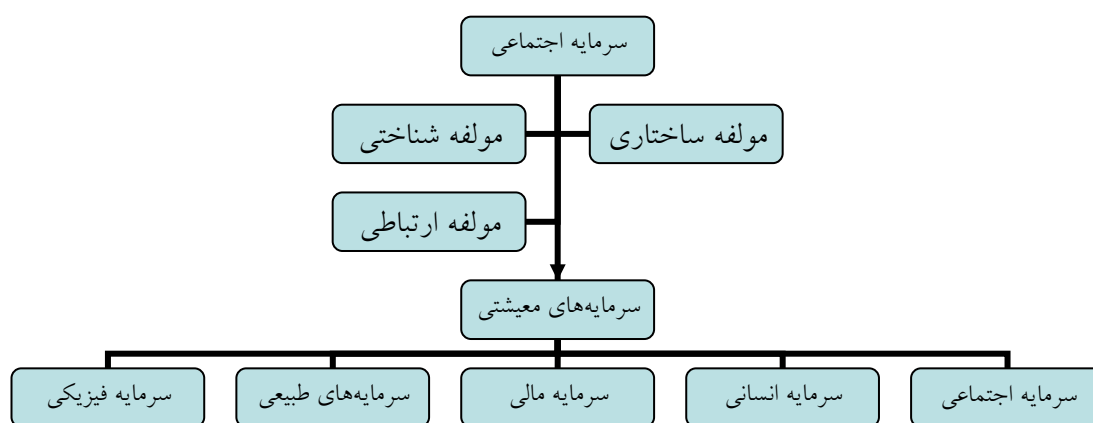 سرمایه اجتماعی
مولفه ساختاری
مولفه شناختی
مولفه ارتباطی
سرمایه‌های معیشتی
سرمایه اجتماعی
سرمایه انسانی
سرمایه مالی
سرمایه‌های طبیعی
سرمایه فیزیکی